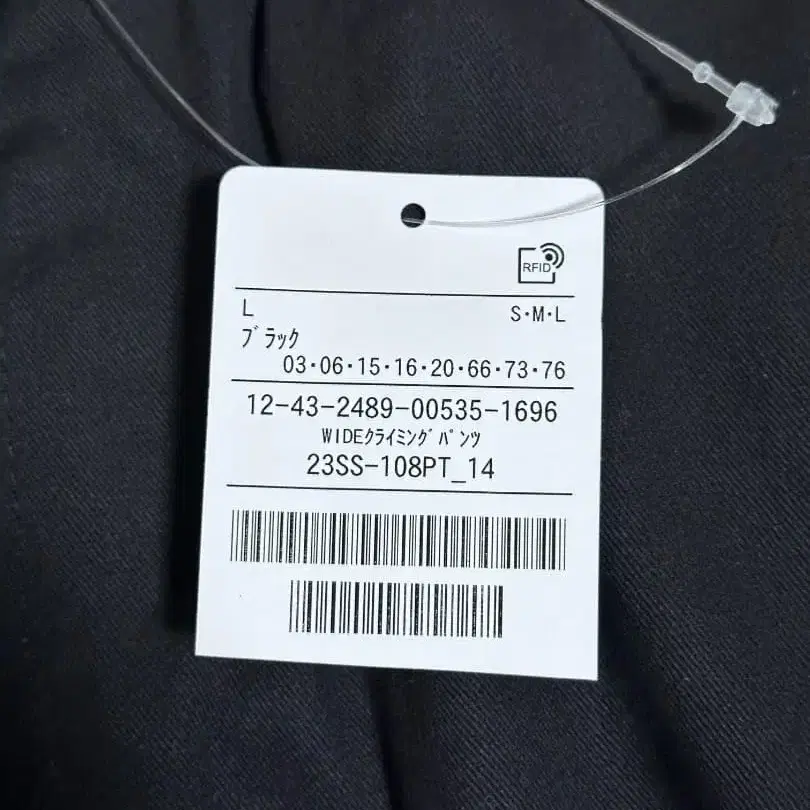 RFID
L S・M・L
ﾌﾞﾗｯｸ
03・06・15・16・20・66・73・76
12-43-2489-00535-1696
WIDEｸﾗｲﾐﾝｸﾞﾊﾟﾝﾂ
23SS-108PT_14